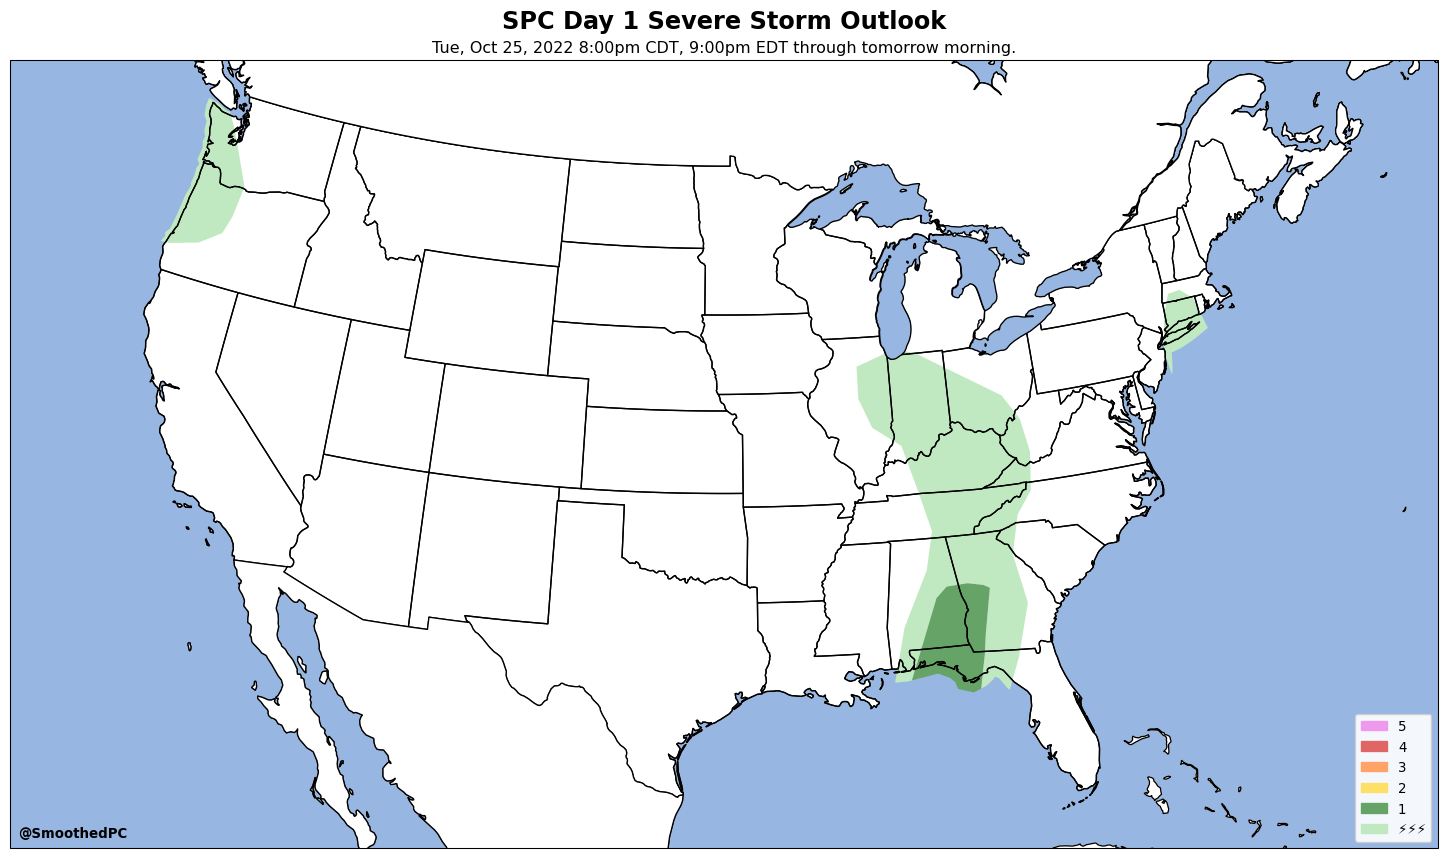 SPC Day 1 Severe Storm Outlook
Tue, Oct 25, 2022 8:00pm CDT, 9:00pm EDT through tomorrow morning.
5
4
3
2
1
⚡⚡⚡
@SmoothedPC